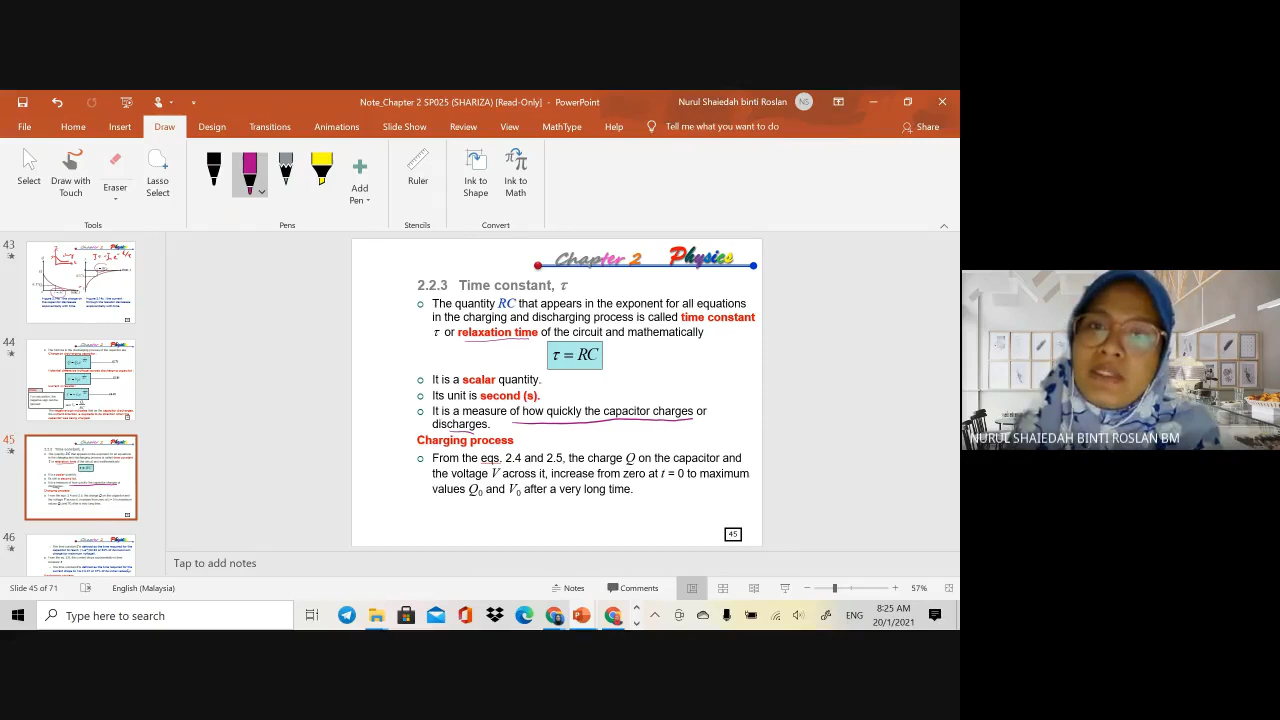 Note_Chapter 2 SP025 (SHARIZA) [Read-Only] - PowerPoint
Nurul Shaiedah binti Roslan
NS
File
Home
Insert
Draw
Design
Transitions
Animations
Slide Show
Review
View
MathType
Help
Tell me what you want to do
Share
Select
Draw with Touch
Eraser
Lasso Select
Add Pen
Ruler
Ink to Shape
Ink to Math
Tools
Pens
Stencils
Convert
43
44
45
46
Chapter 2 Physics
2.2.3 Time constant, τ
The quantity RC that appears in the exponent for all equations
in the charging and discharging process is called time constant
τ or relaxation time of the circuit and mathematically
τ = RC
It is a scalar quantity.
Its unit is second (s).
It is a measure of how quickly the capacitor charges or
discharges.
Charging process
From the eqs. 2.4 and 2.5, the charge Q on the capacitor and
the voltage V across it, increase from zero at t = 0 to maximum
values Q₀ and V₀ after a very long time.
45
Tap to add notes
Slide 45 of 71
English (Malaysia)
Notes
Comments
57%
Type here to search
ENG
8:25 AM
20/1/2021
NURUL SHAIEDAH BINTI ROSLAN BM